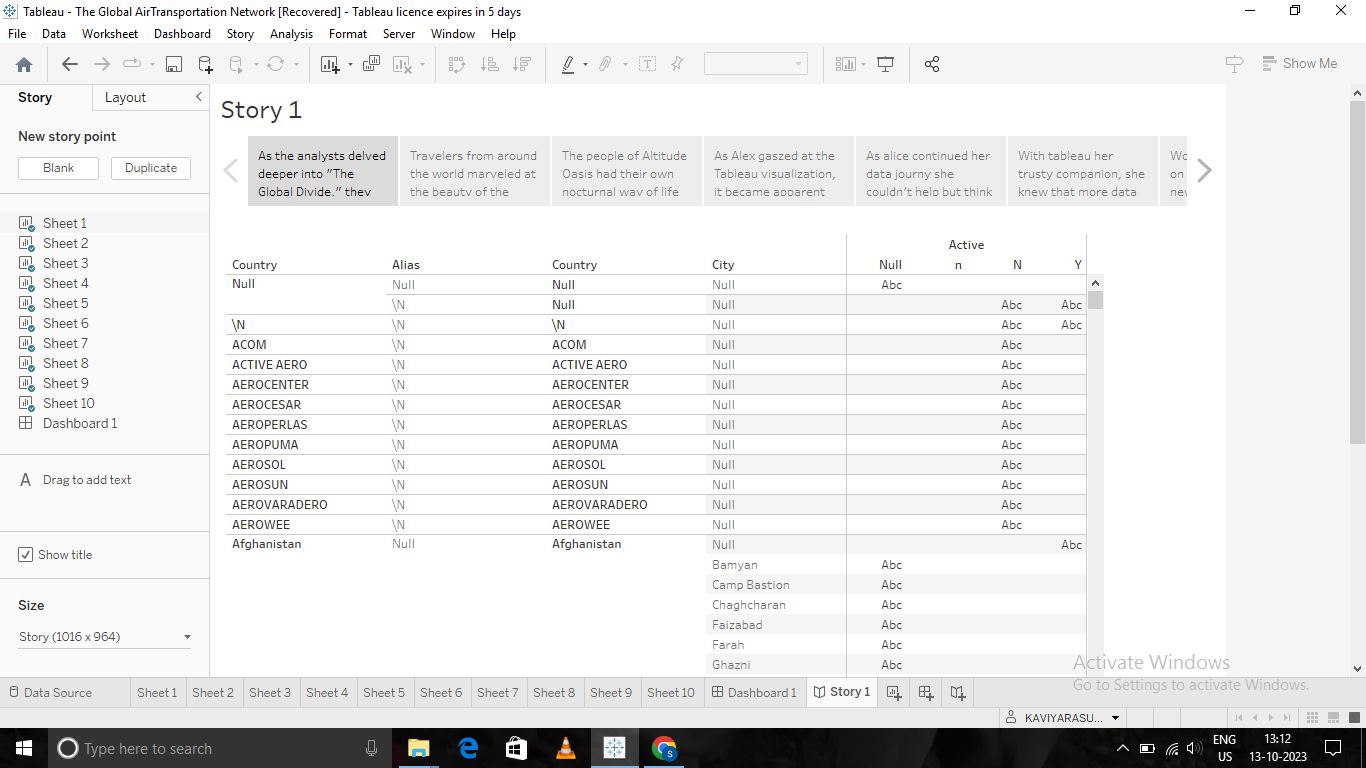 Tableau - The Global AirTransportation Network [Recovered] - Tableau licence expires in 5 days
File Data Worksheet Dashboard Story Analysis Format Server Window Help
Show Me
Story Layout
New story point
Blank Duplicate
Sheet 1
Sheet 2
Sheet 3
Sheet 4
Sheet 5
Sheet 6
Sheet 7
Sheet 8
Sheet 9
Sheet 10
Dashboard 1
A Drag to add text
Show title
Size
Story (1016 x 964)
Story 1
As the analysts delved
deeper into "The
Global Divide," they
Travelers from around
the world marveled at
the beauty of the
The people of Altitude
Oasis had their own
nocturnal way of life
As Alex gaszed at the
Tableau visualization,
it became apparent
As alice continued her
data journy she
couldn't help but think
With tableau her
trusty companion, she
knew that more data
on
Active
Country Alias Country City Null n N Y
Null Null Null Null Abc
\N Null Null Abc Abc
\N \N \N Null Abc Abc
ACOM \N ACOM Null Abc
ACTIVE AERO \N ACTIVE AERO Null Abc
AEROCENTER \N AEROCENTER Null Abc
AEROCESAR \N AEROCESAR Null Abc
AEROPERLAS \N AEROPERLAS Null Abc
AEROPUMA \N AEROPUMA Null Abc
AEROSOL \N AEROSOL Null Abc
AEROSUN \N AEROSUN Null Abc
AEROVARADERO \N AEROVARADERO Null Abc
AEROWEE \N AEROWEE Null Abc
Afghanistan Null Afghanistan Null Abc
Bamyan Abc
Camp Bastion Abc
Chaghcharan Abc
Faizabad Abc
Farah Abc
Ghazni Abc
Activate Windows
Go to Settings to activate Windows.
Data Source Sheet 1 Sheet 2 Sheet 3 Sheet 4 Sheet 5 Sheet 6 Sheet 7 Sheet 8 Sheet 9 Sheet 10 Dashboard 1 Story 1
KAVIYARASU...
Type here to search
ENG
US
13:12
13-10-2023